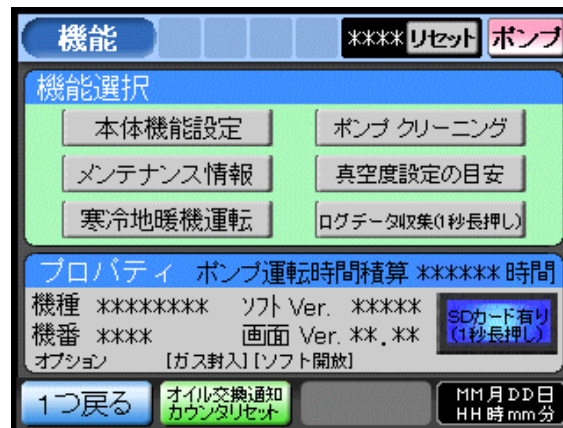 機能 **** リセット ポンプ
機能選択
本体機能設定 ポンプ クリーニング
メンテナンス情報 真空度設定の目安
寒冷地暖機運転 ログデータ収集(1秒長押し)
プロパティ ポンプ運転時間積算 ****** 時間
機種 ******** ソフト Ver. *****
機番 **** 画面 Ver. **.**
SDカード有り
(1秒長押し)
オプション [ガス封入] [ソフト開放]
1つ戻る
オイル交換通知
カウンタリセット
MM月DD日
HH時mm分